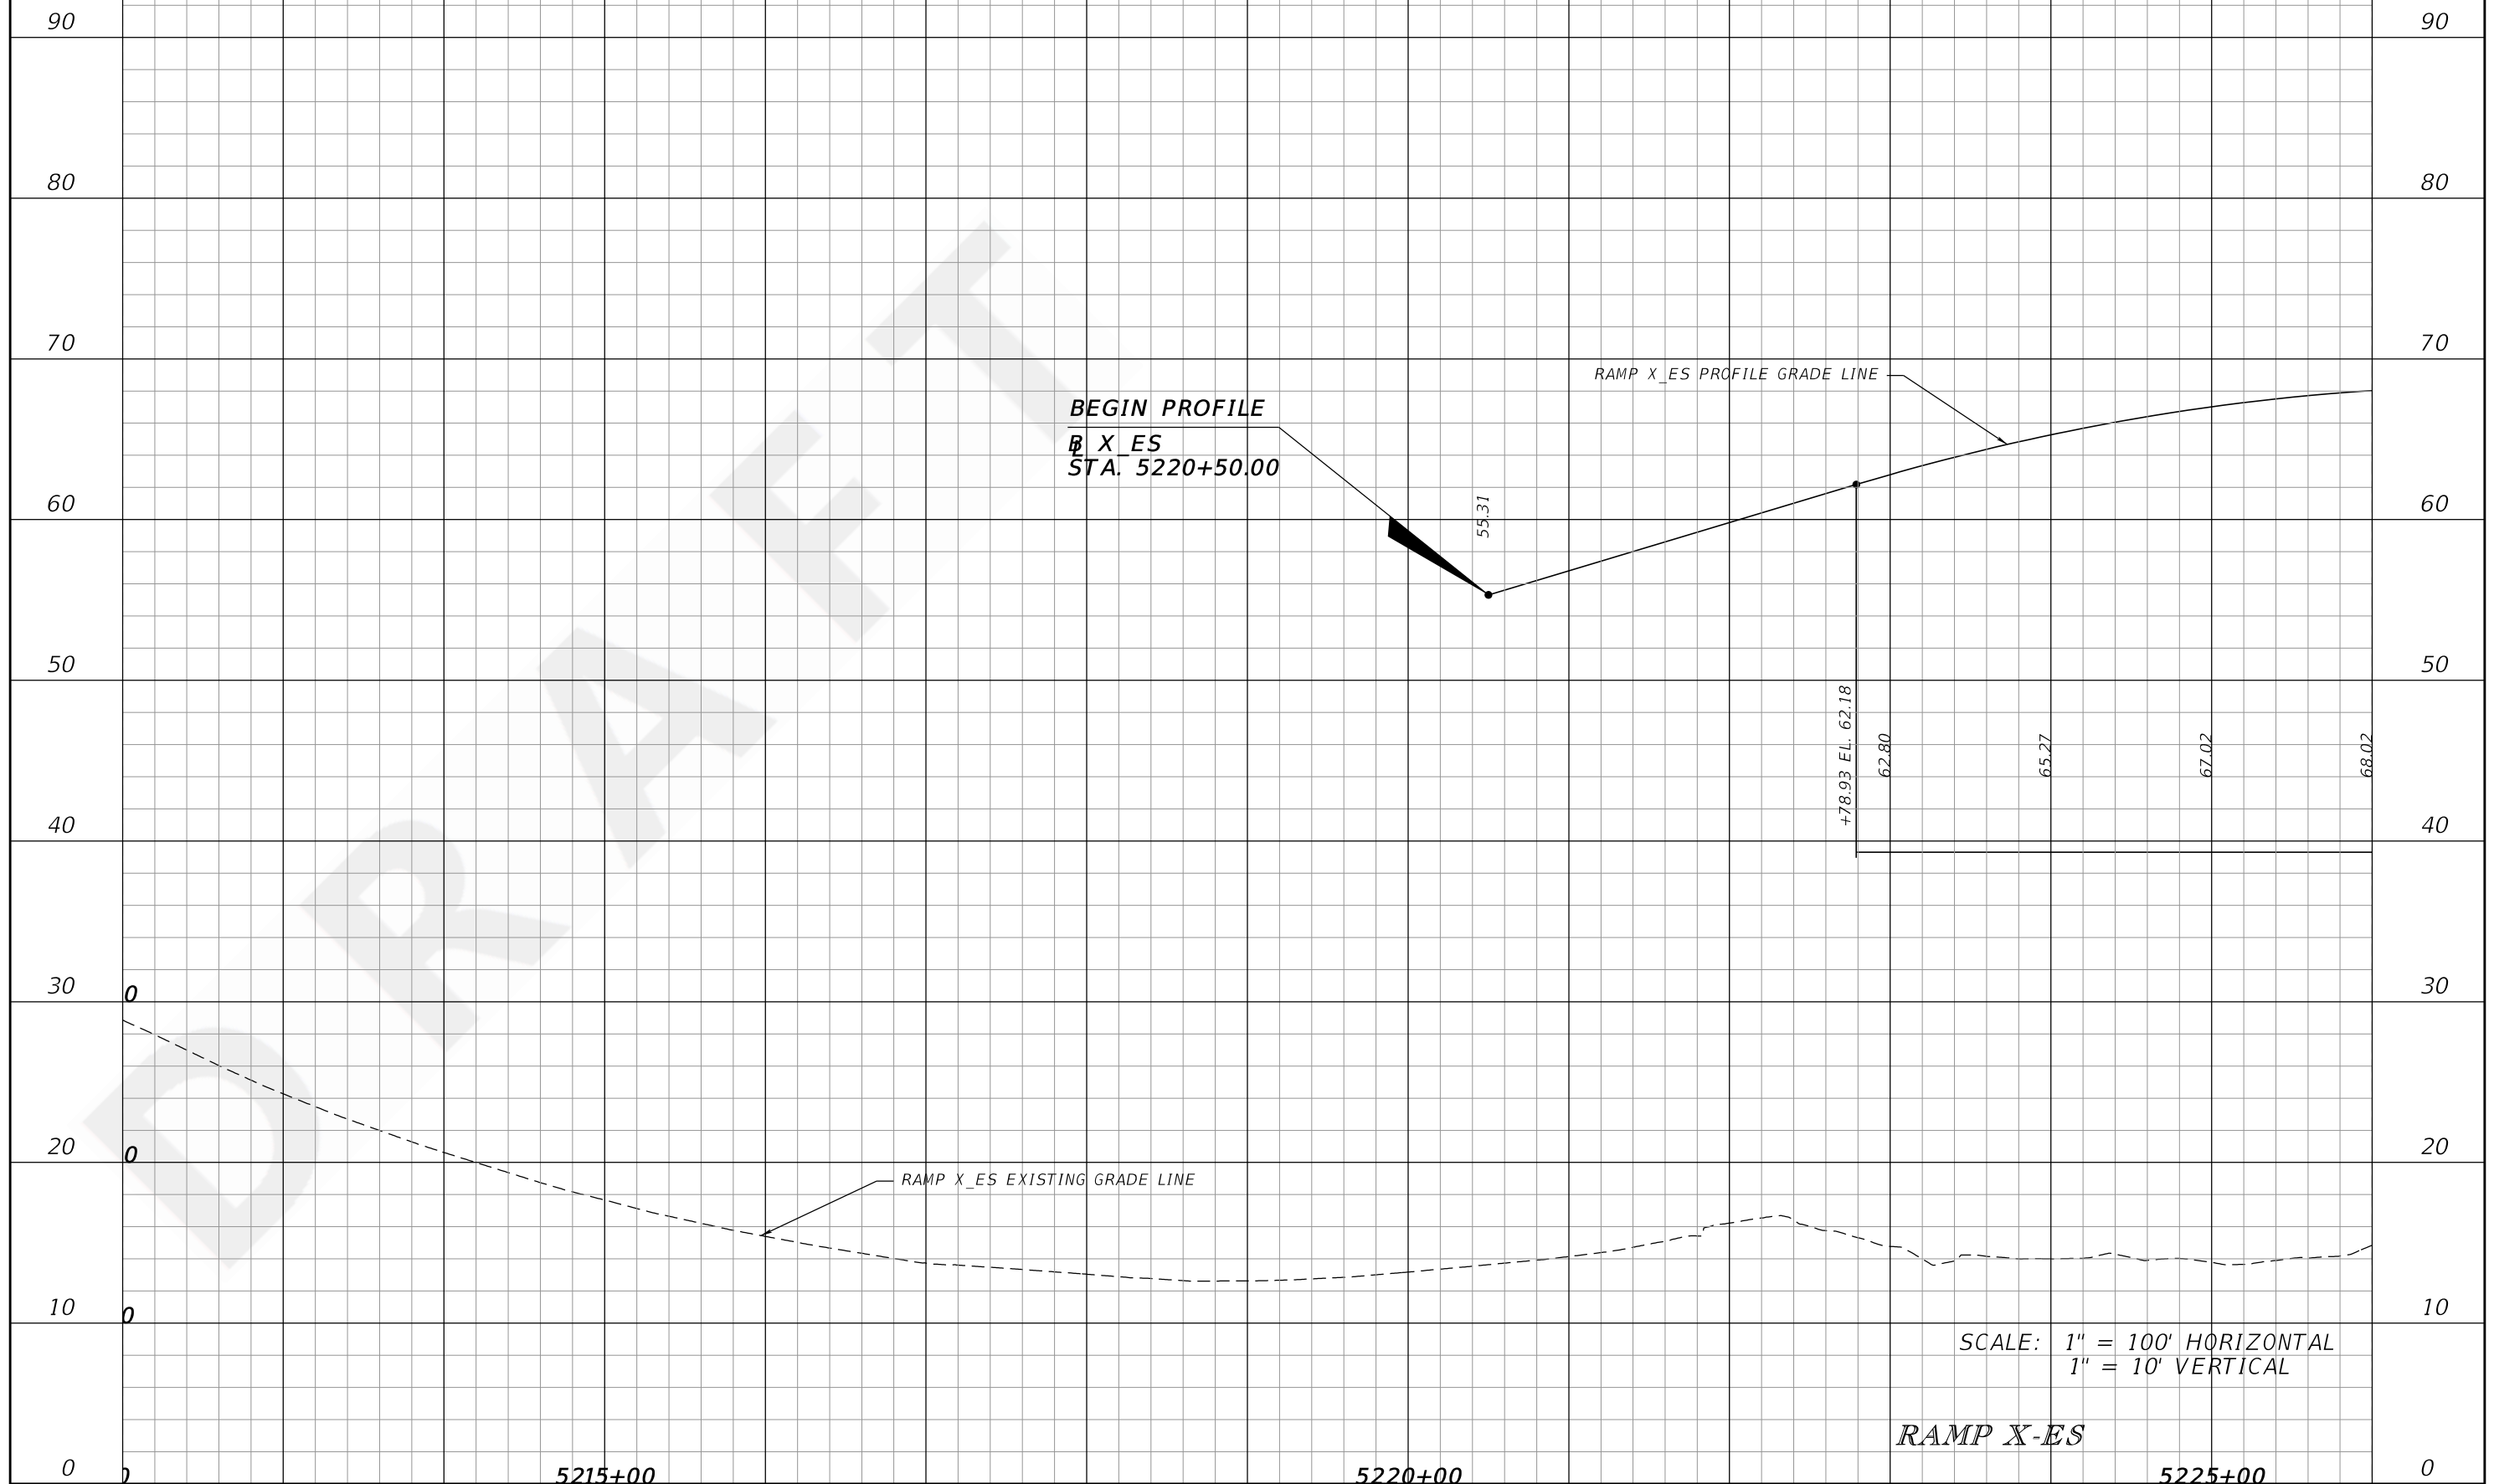 90 90
80 80
70 70
RAMP X_ES PROFILE GRADE LINE
BEGIN PROFILE
BL X_ES
STA. 5220+50.00
60 60
55.31
50 50
+78.93 EL. 62.18
62.80
65.27
67.02
68.02
40 40
30 0 30
20 0 20
RAMP X_ES EXISTING GRADE LINE
10 0 10
SCALE: 1" = 100' HORIZONTAL
1" = 10' VERTICAL
RAMP X-ES
0 0
5215+00 5220+00 5225+00
DRAFT